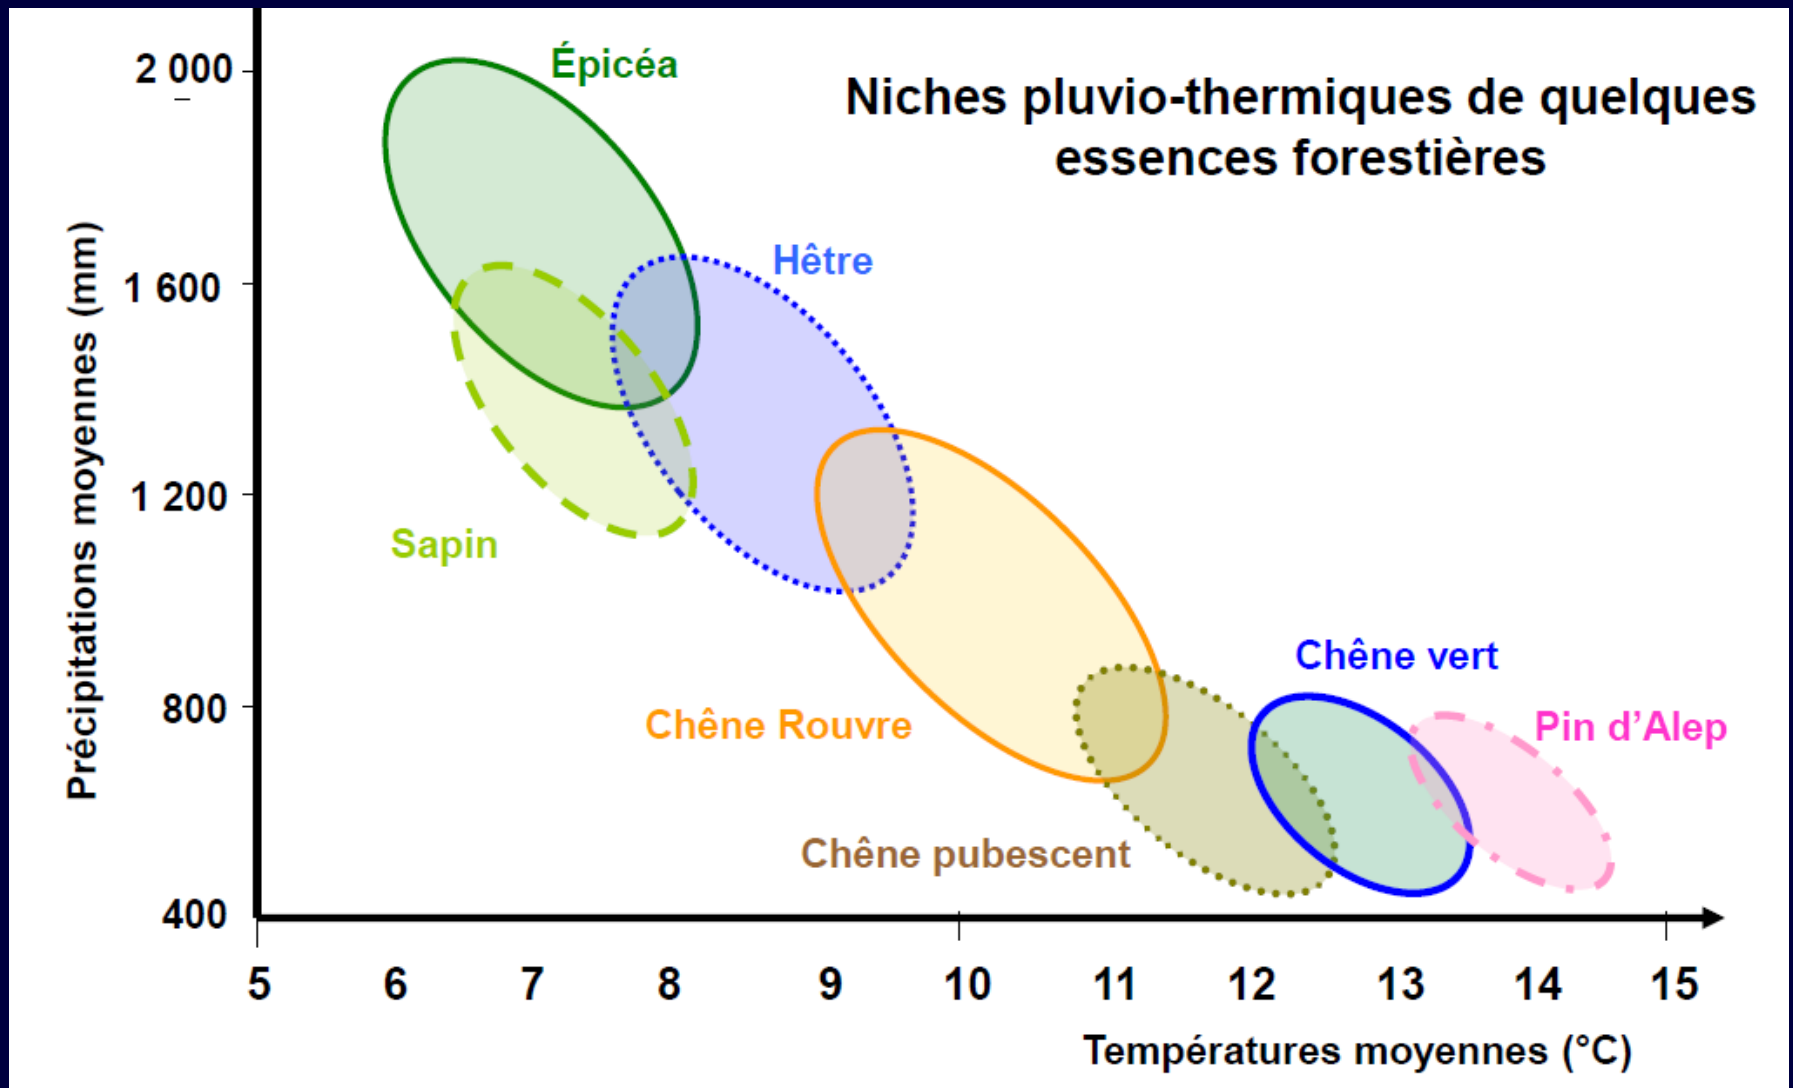 Niches pluvio-thermiques de quelques
essences forestières
Précipitations moyennes (mm)
2 000
1 600
1 200
800
400
Épicéa
Hêtre
Sapin
Chêne Rouvre
Chêne vert
Pin d’Alep
Chêne pubescent
5 6 7 8 9 10 11 12 13 14 15
Températures moyennes (°C)